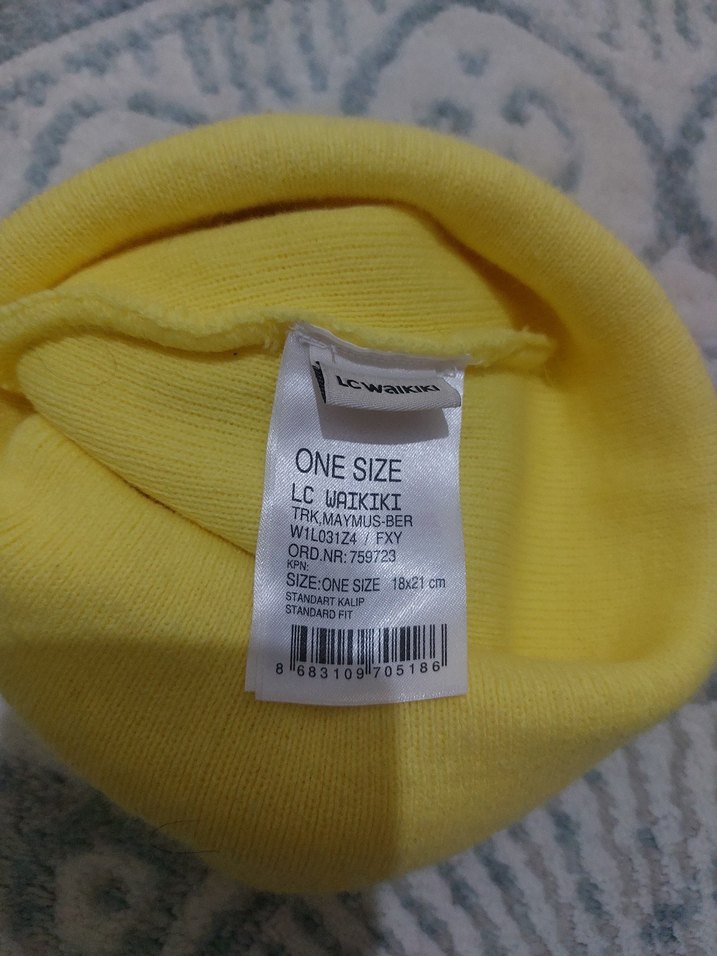 LC Waikiki
ONE SIZE
LC WAIKIKI
TRK,MAYMUS-BER
W1L031Z4 / FXY
ORD.NR:759723
KPN:
SIZE:ONE SIZE 18x21 cm
STANDART KALIP
STANDARD FIT
8 683109 705186